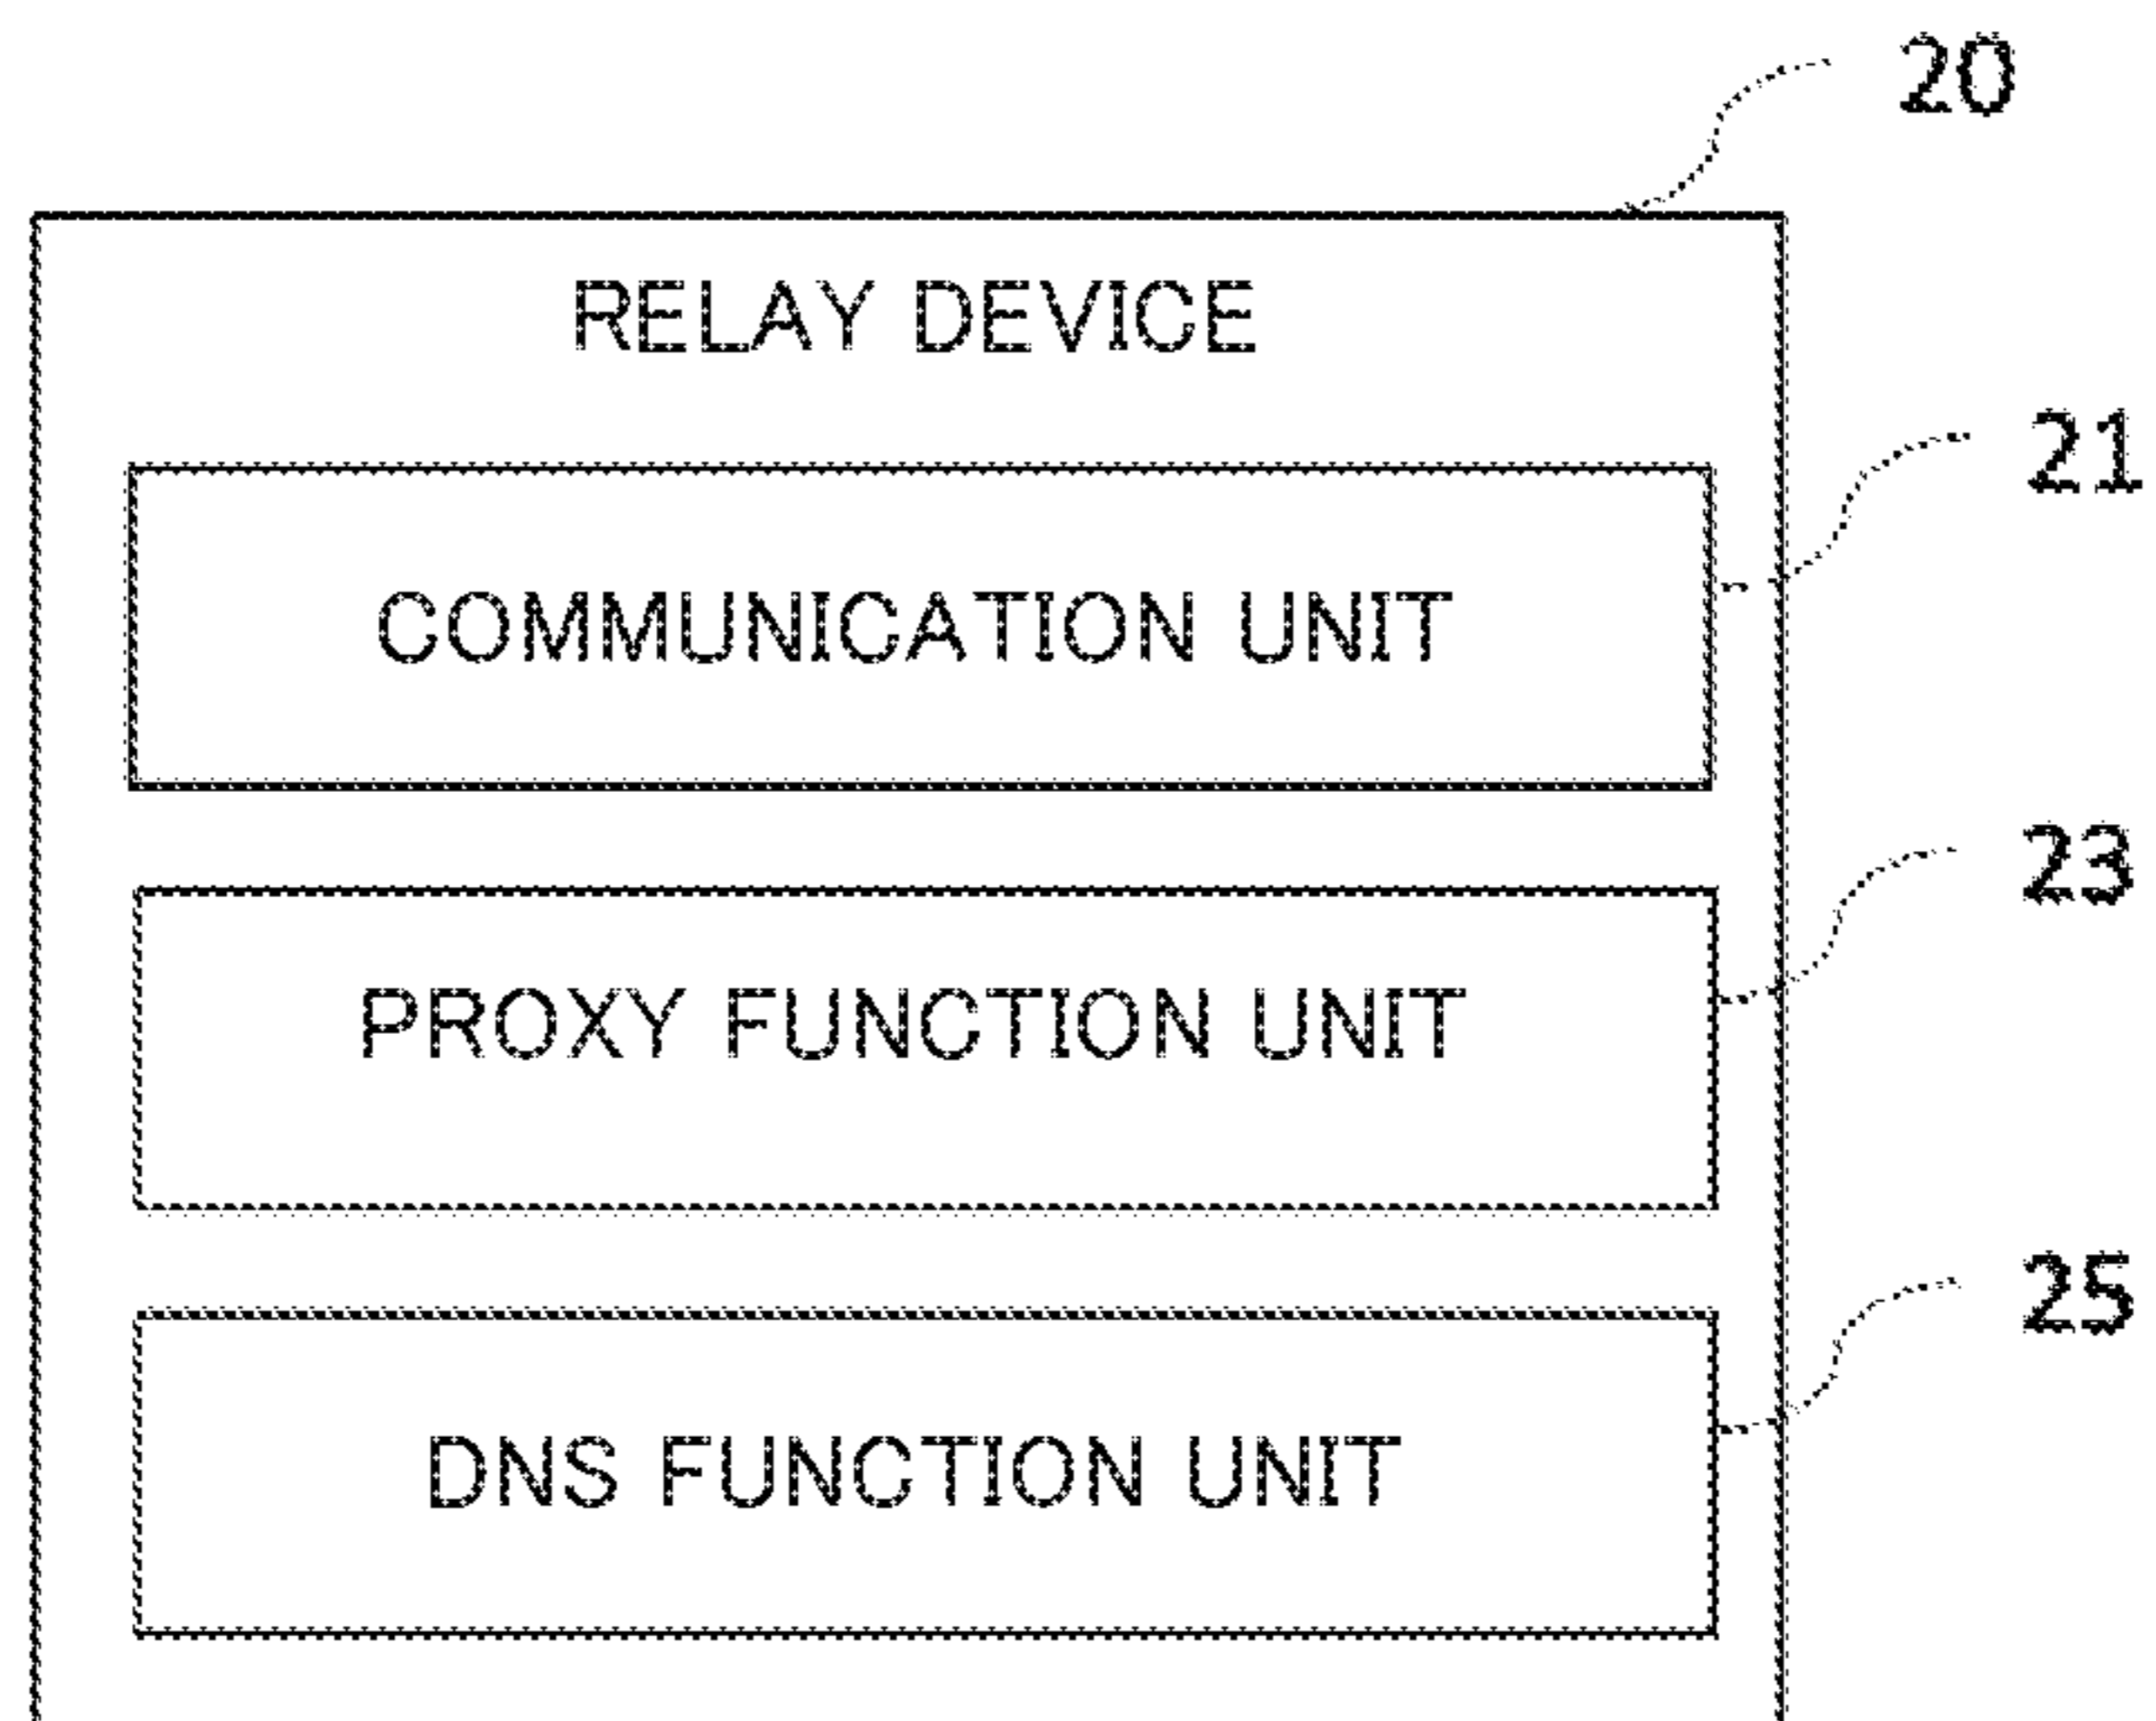 20
RELAY DEVICE
21
COMMUNICATION UNIT
23
PROXY FUNCTION UNIT
25
DNS FUNCTION UNIT